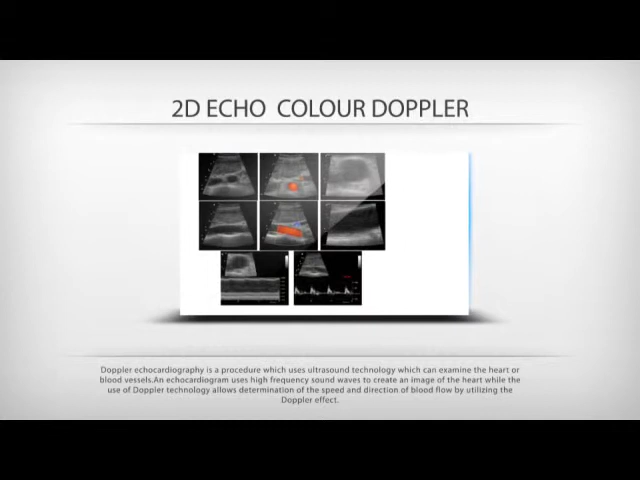 2D ECHO  COLOUR DOPPLER
Doppler echocardiography is a procedure which uses ultrasound technology which can examine the heart or
blood vessels.An echocardiogram uses high frequency sound waves to create an image of the heart while the
use of Doppler technology allows determination of the speed and direction of blood flow by utilizing the
Doppler effect.